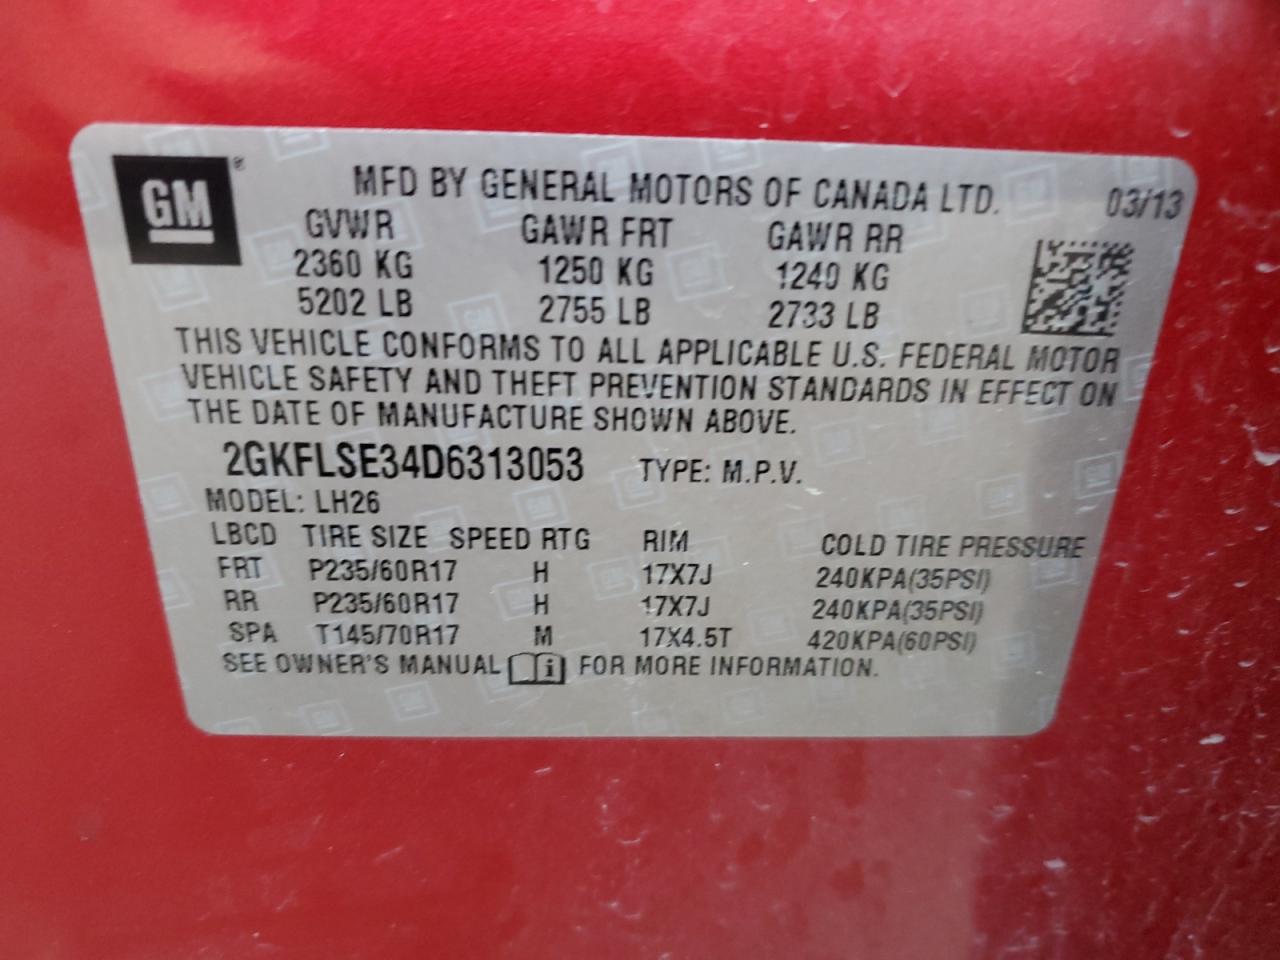 GM®
MFD BY GENERAL MOTORS OF CANADA LTD. 03/13
GVWR GAWR FRT GAWR RR
2360 KG 1250 KG 1240 KG
5202 LB 2755 LB 2733 LB
THIS VEHICLE CONFORMS TO ALL APPLICABLE U.S. FEDERAL MOTOR
VEHICLE SAFETY AND THEFT PREVENTION STANDARDS IN EFFECT ON
THE DATE OF MANUFACTURE SHOWN ABOVE.
2GKFLSE34D6313053 TYPE: M.P.V.
MODEL: LH26
LBCD TIRE SIZE SPEED RTG RIM COLD TIRE PRESSURE
FRT P235/60R17 H 17X7J 240KPA(35PSI)
RR P235/60R17 H 17X7J 240KPA(35PSI)
SPA T145/70R17 M 17X4.5T 420KPA(60PSI)
SEE OWNER'S MANUAL i FOR MORE INFORMATION.